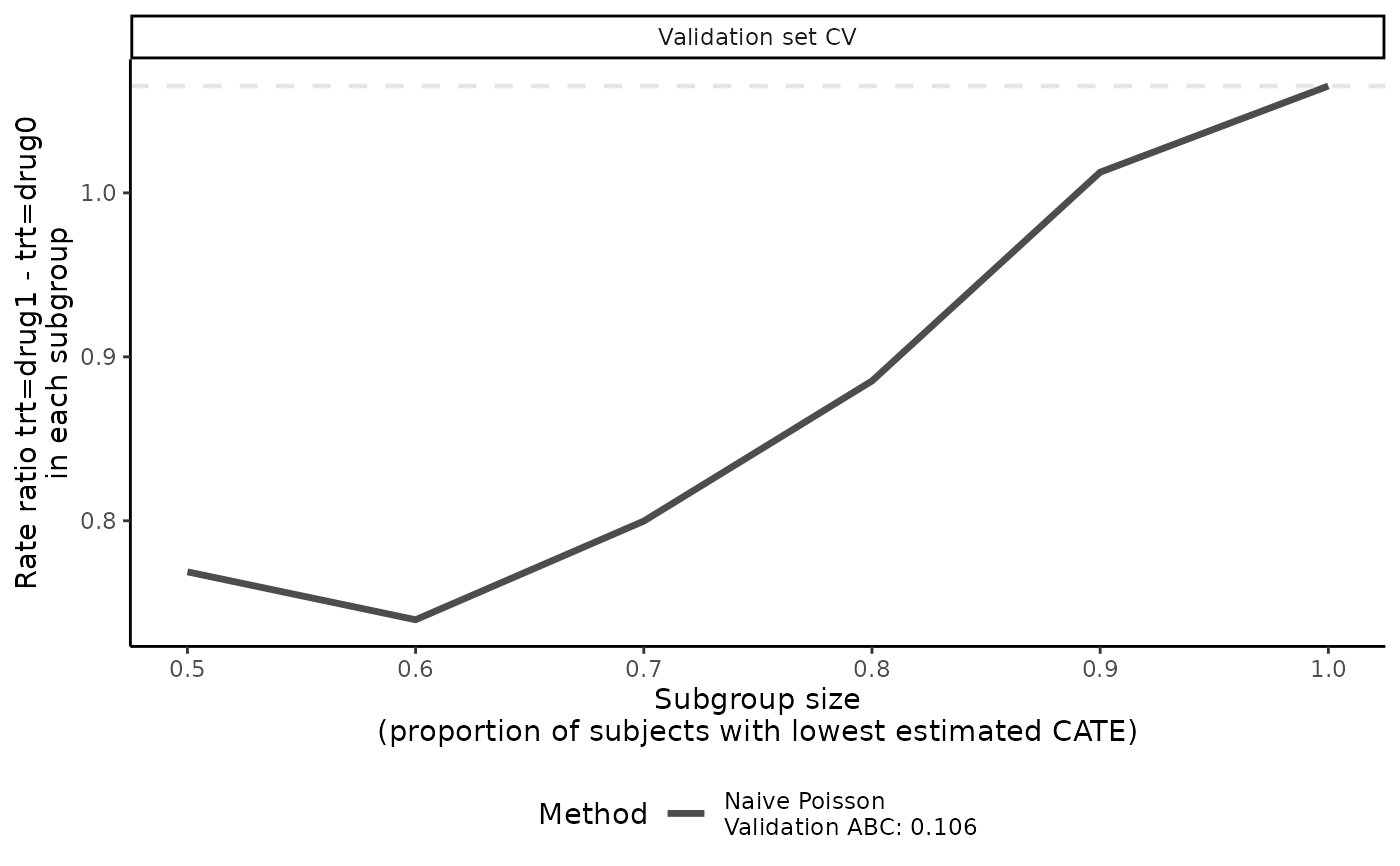 Validation set CV
Rate ratio trt=drug1 - trt=drug0
in each subgroup
1.0
0.9
0.8
0.5 0.6 0.7 0.8 0.9 1.0
Subgroup size
(proportion of subjects with lowest estimated CATE)
Method
Naive Poisson
Validation ABC: 0.106